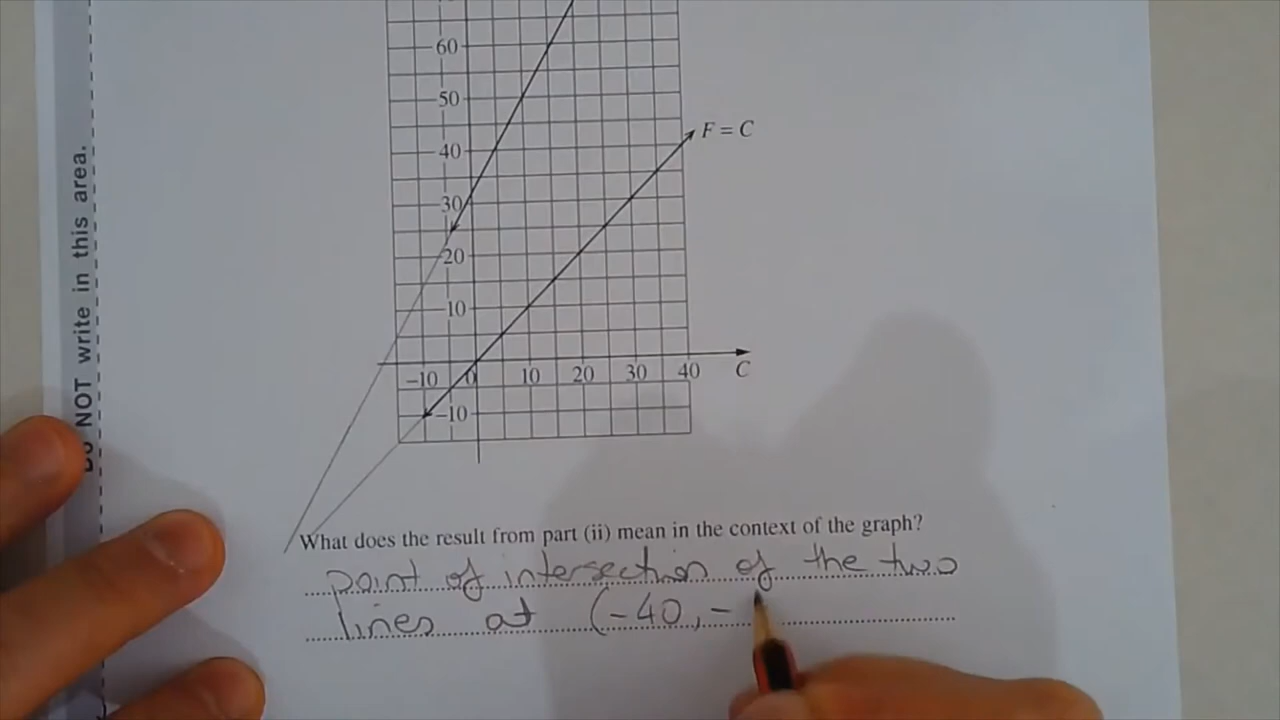 60
50
40
F = C
30
20
10
-10 0 10 20 30 40 C
-10
DO NOT write in this area.
What does the result from part (ii) mean in the context of the graph?
point of intersection of the two
lines at (-40, -